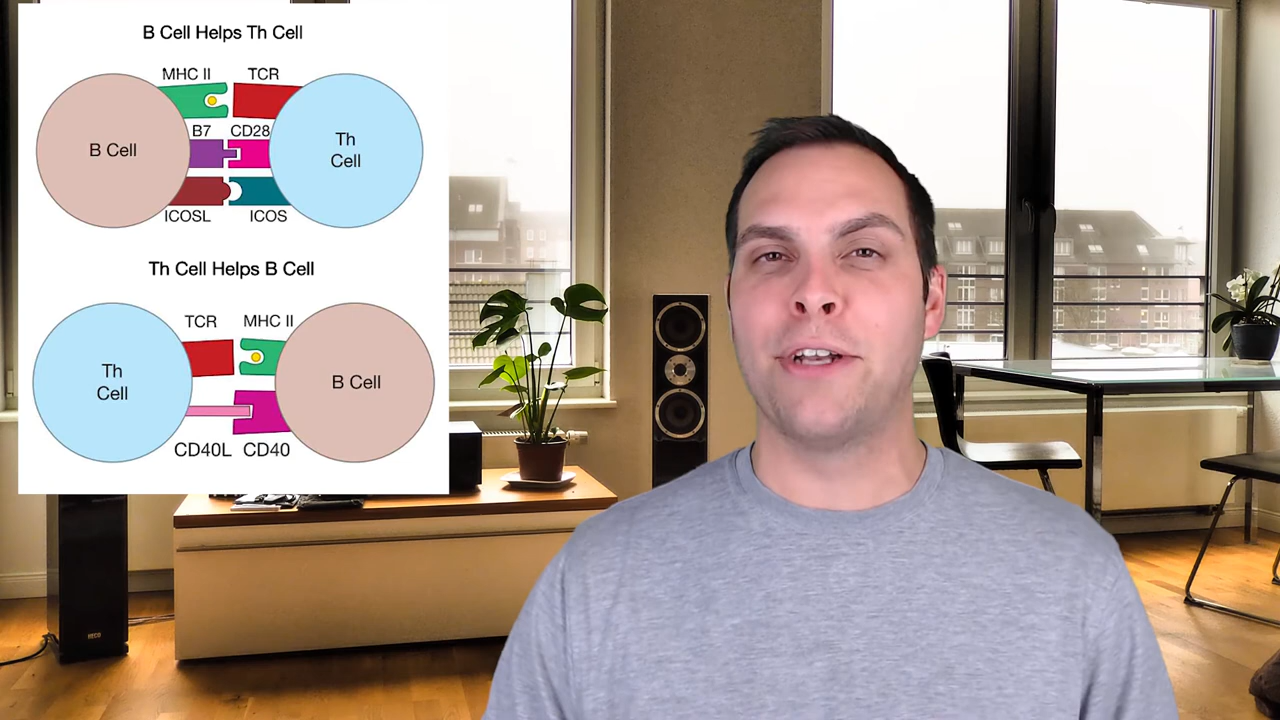 B Cell Helps Th Cell
MHC II TCR
B Cell
B7 CD28
Th
Cell
ICOSL ICOS
Th Cell Helps B Cell
TCR MHC II
Th
Cell
B Cell
CD40L CD40
HECO